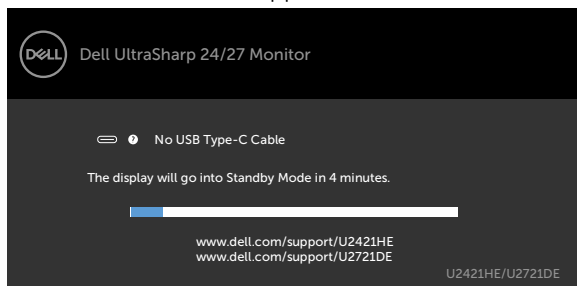 DELL
Dell UltraSharp 24/27 Monitor
? No USB Type-C Cable
The display will go into Standby Mode in 4 minutes.
www.dell.com/support/U2421HE
www.dell.com/support/U2721DE
U2421HE/U2721DE